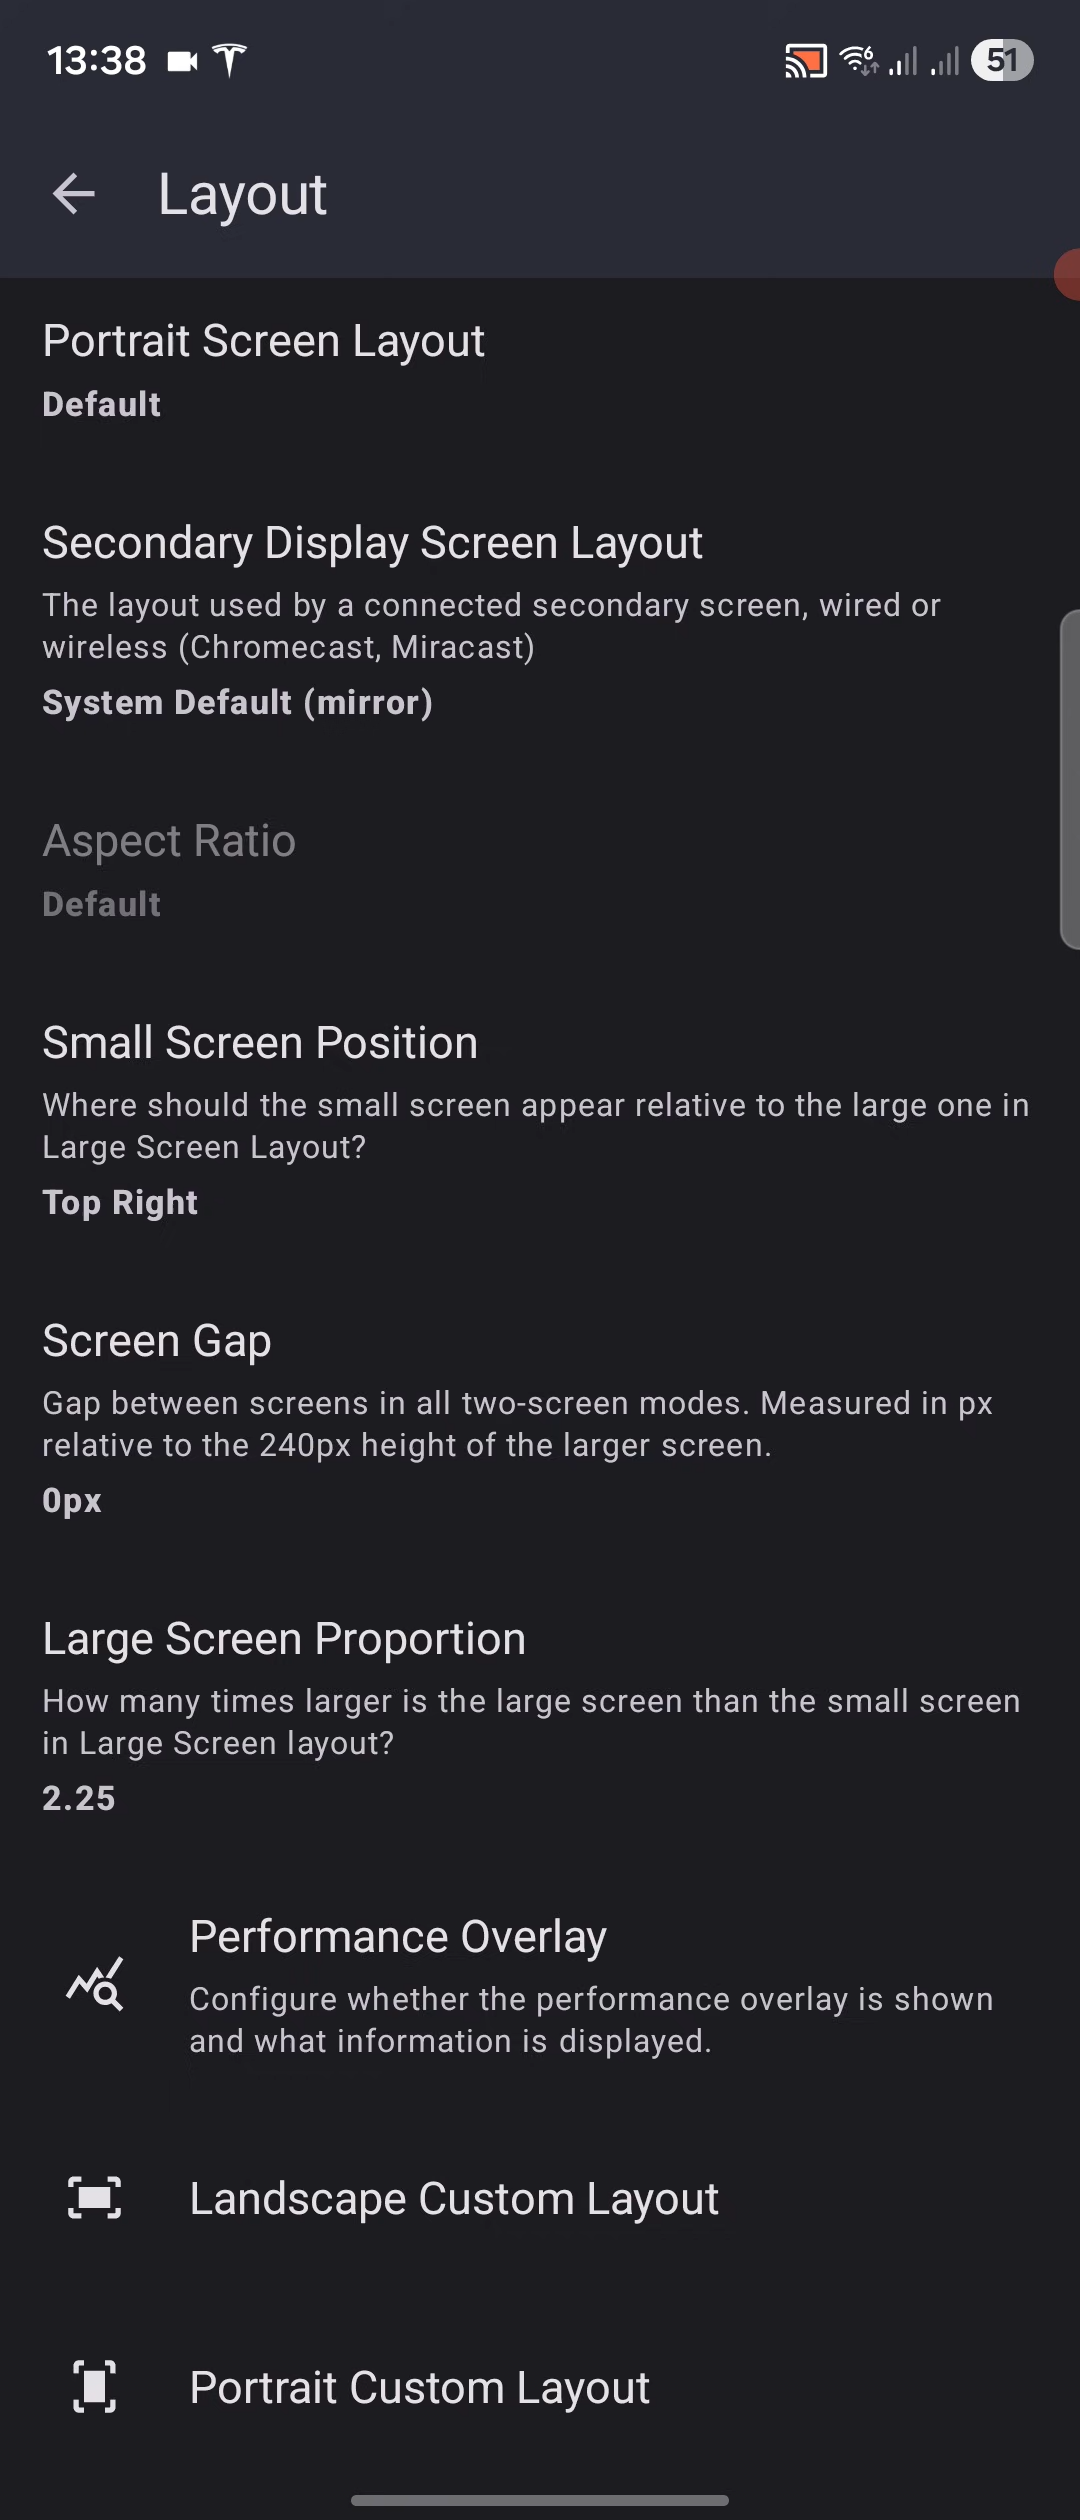 13:38
6
51
Layout
Portrait Screen Layout
Default
Secondary Display Screen Layout
The layout used by a connected secondary screen, wired or
wireless (Chromecast, Miracast)
System Default (mirror)
Aspect Ratio
Default
Small Screen Position
Where should the small screen appear relative to the large one in
Large Screen Layout?
Top Right
Screen Gap
Gap between screens in all two-screen modes. Measured in px
relative to the 240px height of the larger screen.
0px
Large Screen Proportion
How many times larger is the large screen than the small screen
in Large Screen layout?
2.25
Performance Overlay
Configure whether the performance overlay is shown
and what information is displayed.
Landscape Custom Layout
Portrait Custom Layout